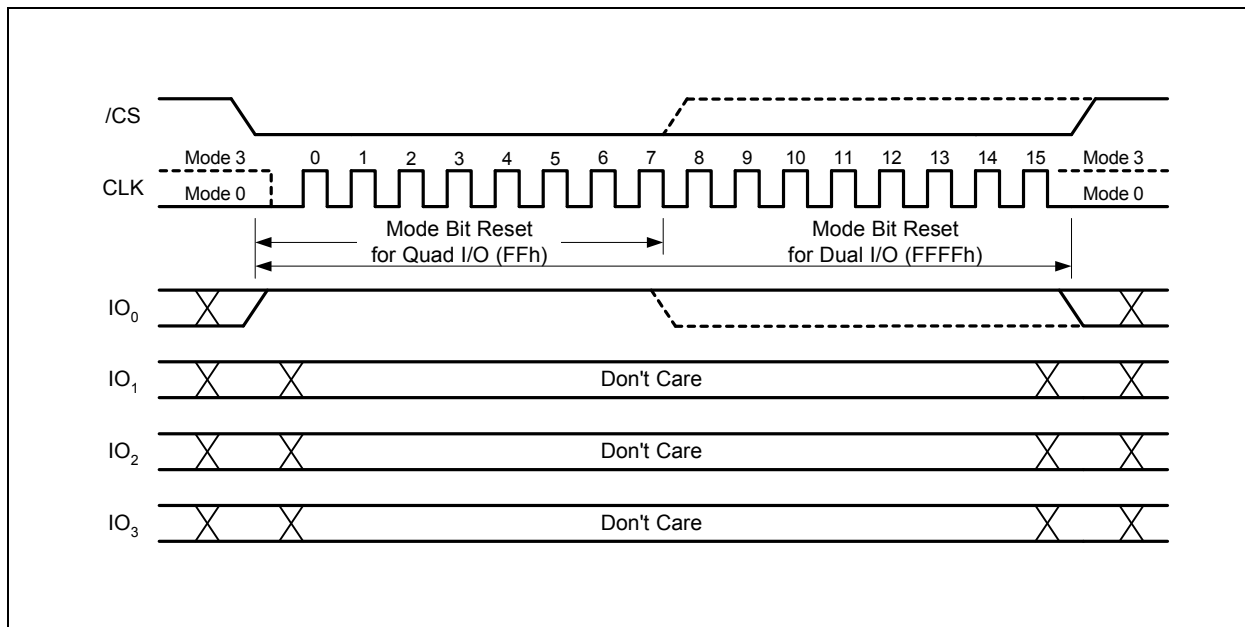 /CS
Mode 3 0 1 2 3 4 5 6 7 8 9 10 11 12 13 14 15 Mode 3
CLK
Mode 0 Mode 0
Mode Bit Reset Mode Bit Reset
for Quad I/O (FFh) for Dual I/O (FFFFh)
IO0
IO1 Don't Care
IO2 Don't Care
IO3 Don't Care